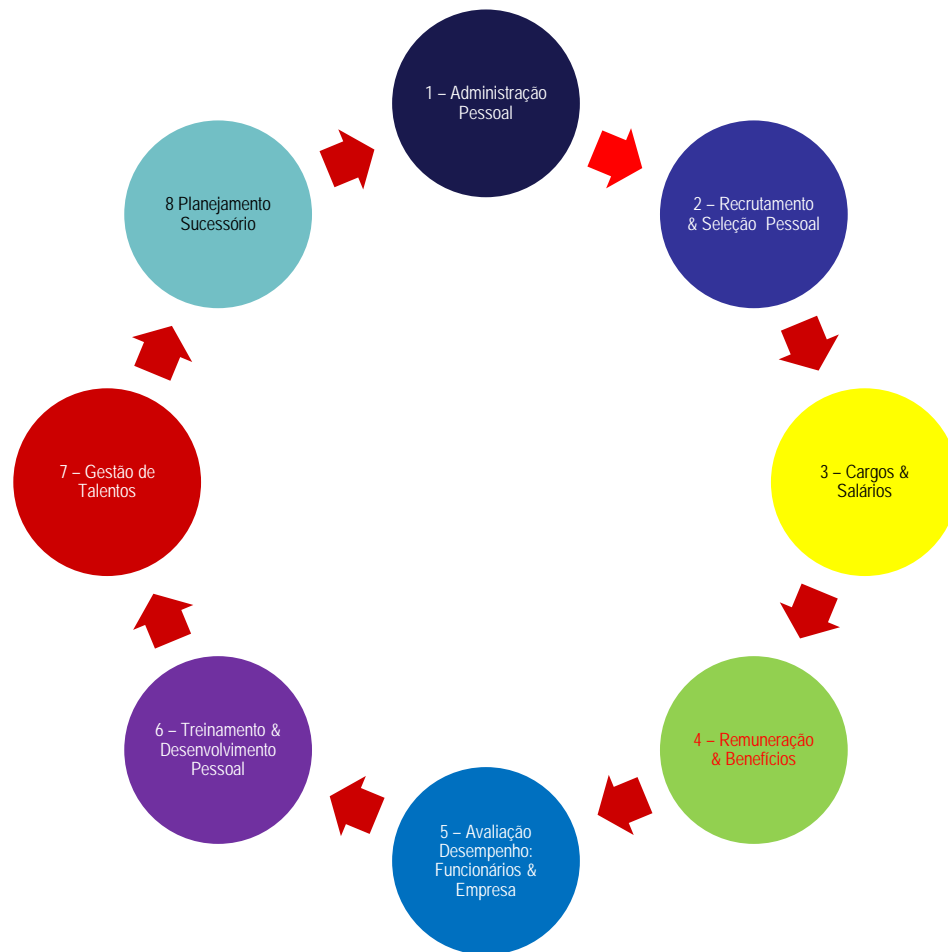 1 – Administração
Pessoal
2 – Recrutamento
& Seleção Pessoal
3 – Cargos &
Salários
4 – Remuneração
& Benefícios
5 – Avaliação
Desempenho:
Funcionários &
Empresa
6 – Treinamento &
Desenvolvimento
Pessoal
7 – Gestão de
Talentos
8 Planejamento
Sucessório